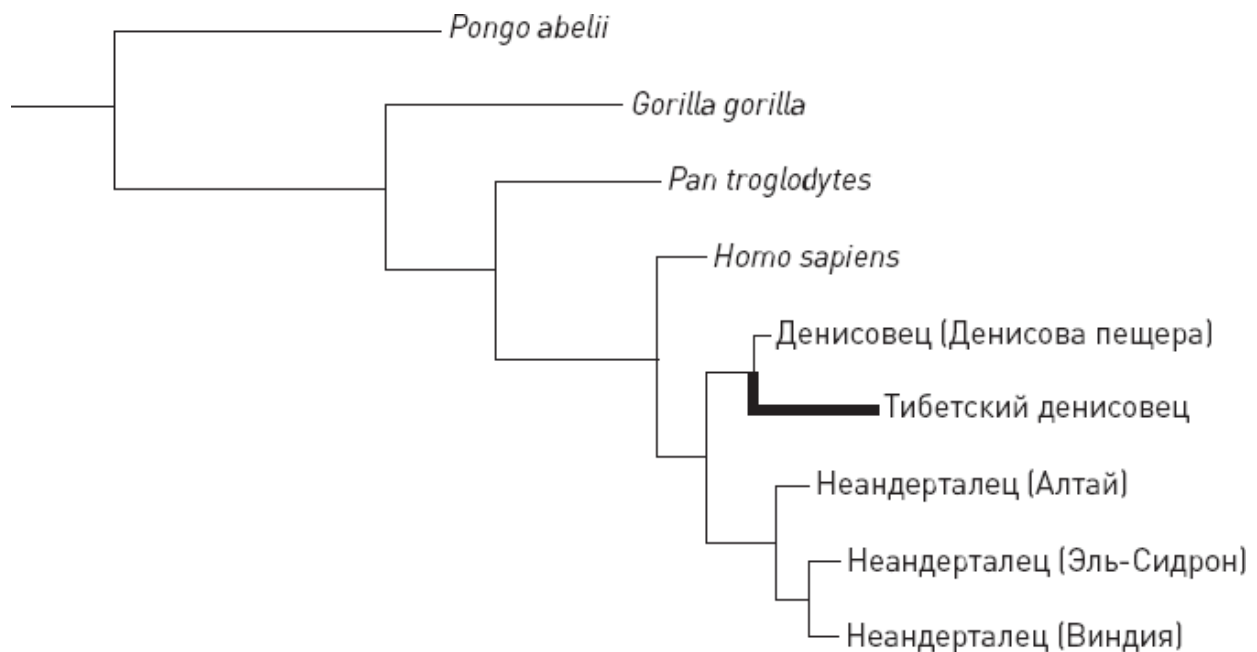 Pongo abelii
Gorilla gorilla
Pan troglodytes
Homo sapiens
Денисовец (Денисова пещера)
Тибетский денисовец
Неандерталец (Алтай)
Неандерталец (Эль-Сидрон)
Неандерталец (Виндия)